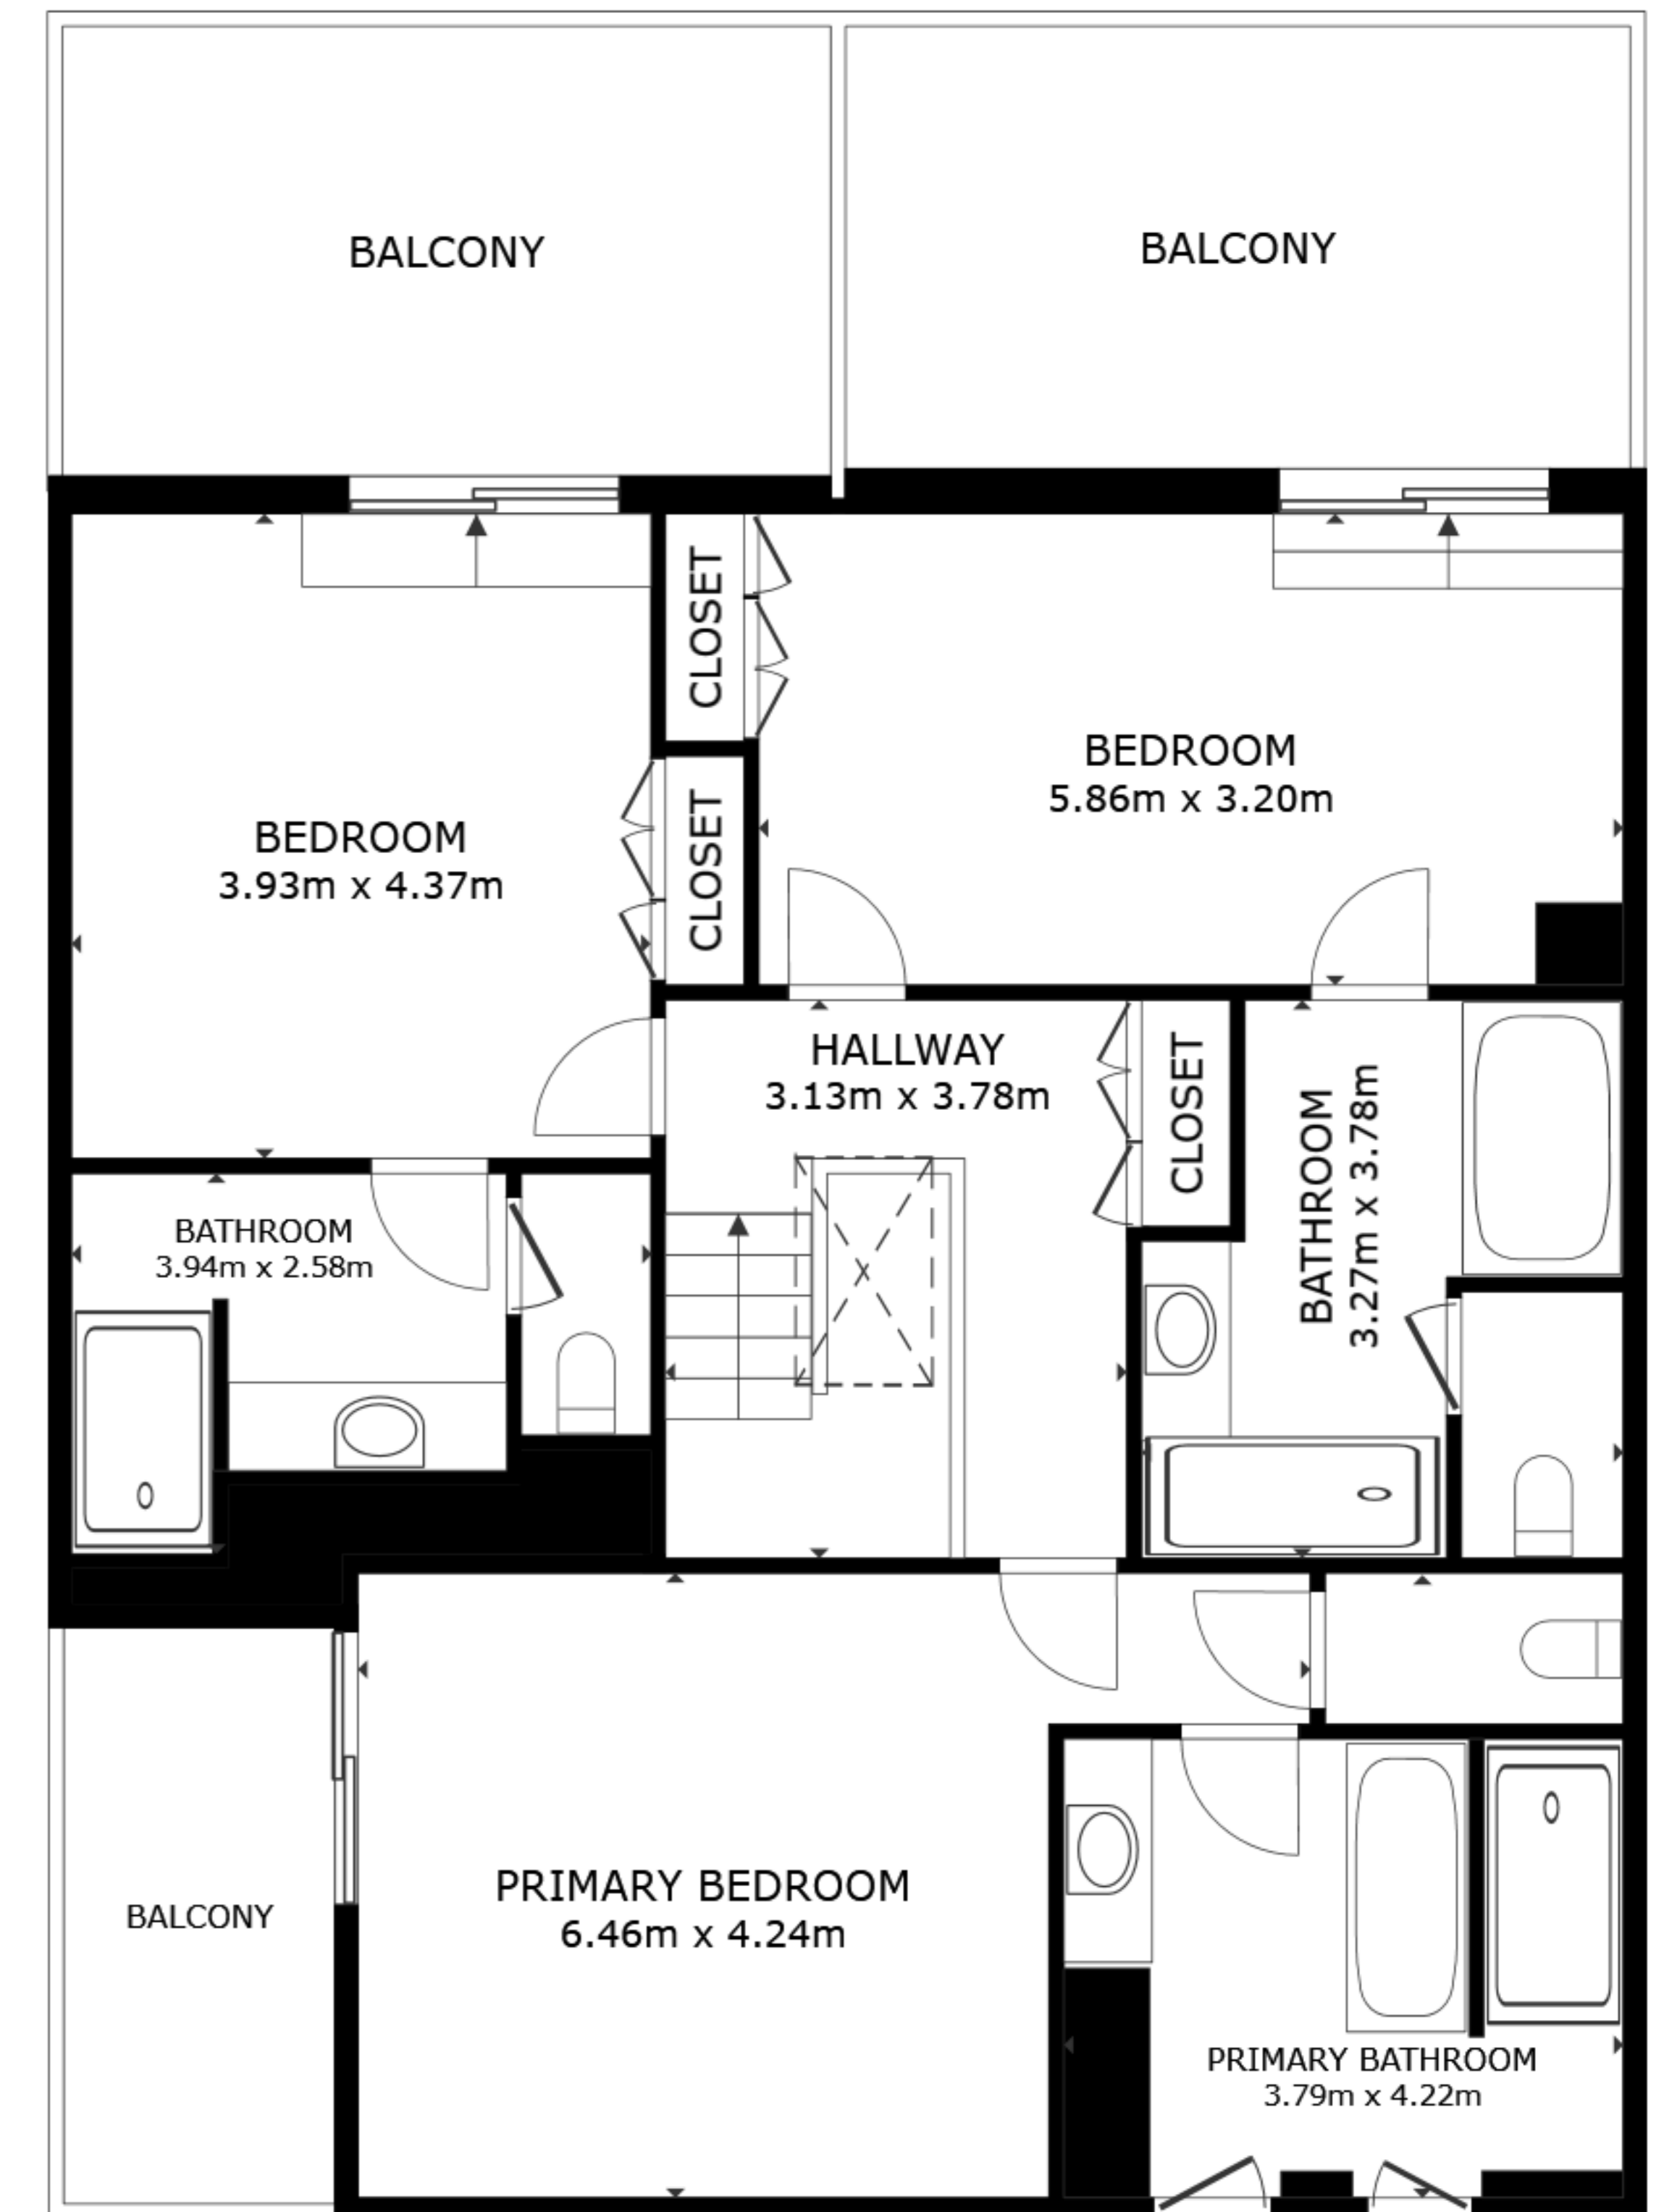 BALCONY
BALCONY
CLOSET
BEDROOM
5.86m x 3.20m
BEDROOM
3.93m x 4.37m
CLOSET
HALLWAY
3.13m x 3.78m
CLOSET
BATHROOM
3.27m x 3.78m
BATHROOM
3.94m x 2.58m
PRIMARY BEDROOM
6.46m x 4.24m
BALCONY
PRIMARY BATHROOM
3.79m x 4.22m